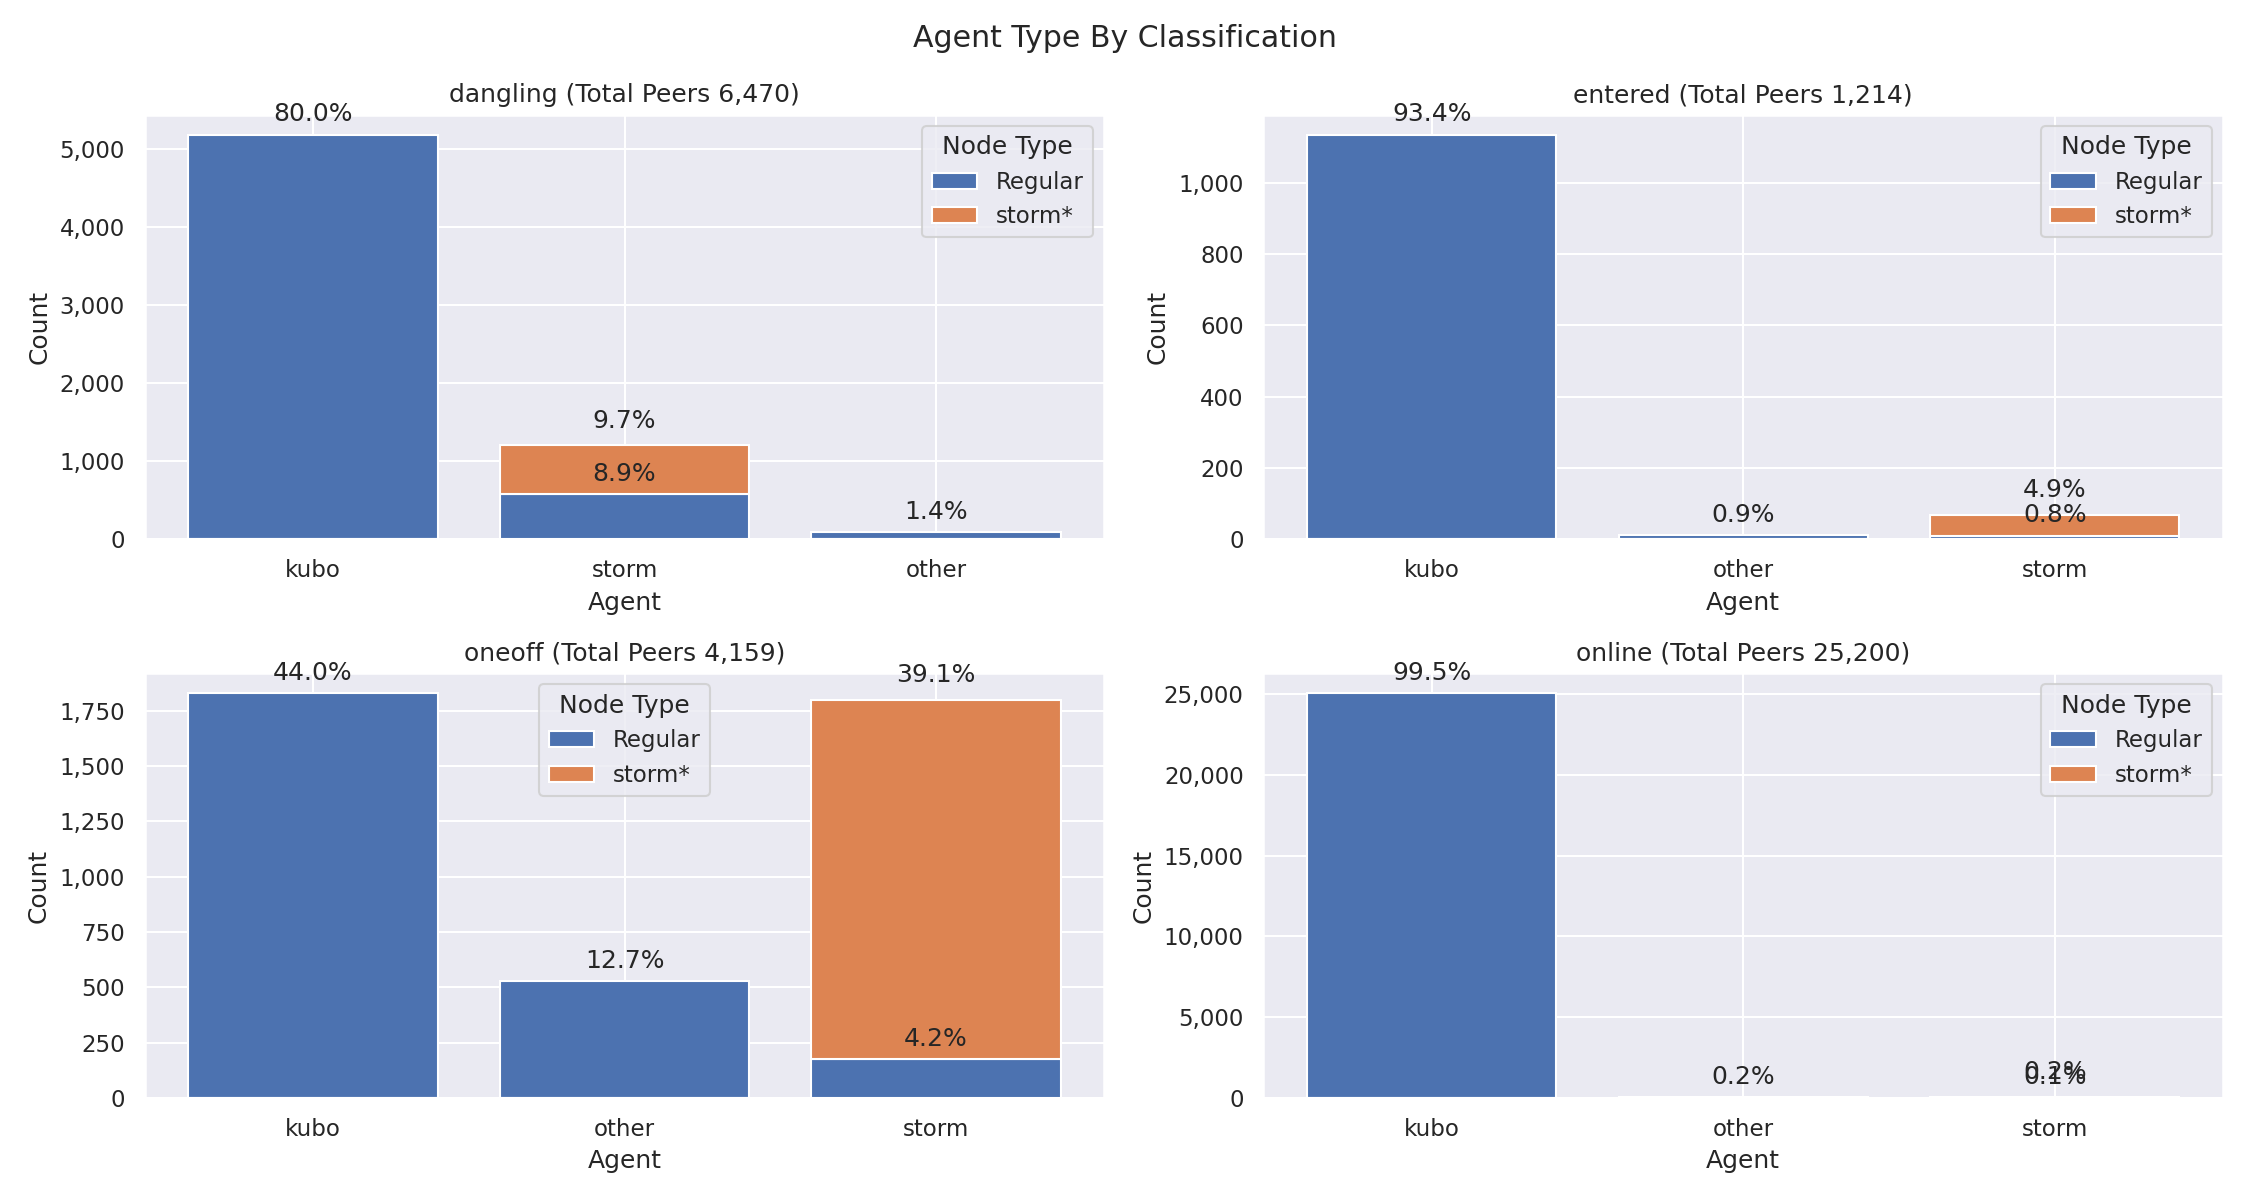 Agent Type By Classification
dangling (Total Peers 6,470)
80.0%
9.7%
8.9%
1.4%
Node Type
Regular
storm*
5,000
4,000
3,000
2,000
1,000
0
Count
kubo storm other
Agent
entered (Total Peers 1,214)
93.4%
0.9%
4.9%
0.8%
Node Type
Regular
storm*
1,000
800
600
400
200
0
Count
kubo other storm
Agent
oneoff (Total Peers 4,159)
44.0%
12.7%
39.1%
4.2%
Node Type
Regular
storm*
1,750
1,500
1,250
1,000
750
500
250
0
Count
kubo other storm
Agent
online (Total Peers 25,200)
99.5%
0.2%
0.2%
0.1%
Node Type
Regular
storm*
25,000
20,000
15,000
10,000
5,000
0
Count
kubo other storm
Agent